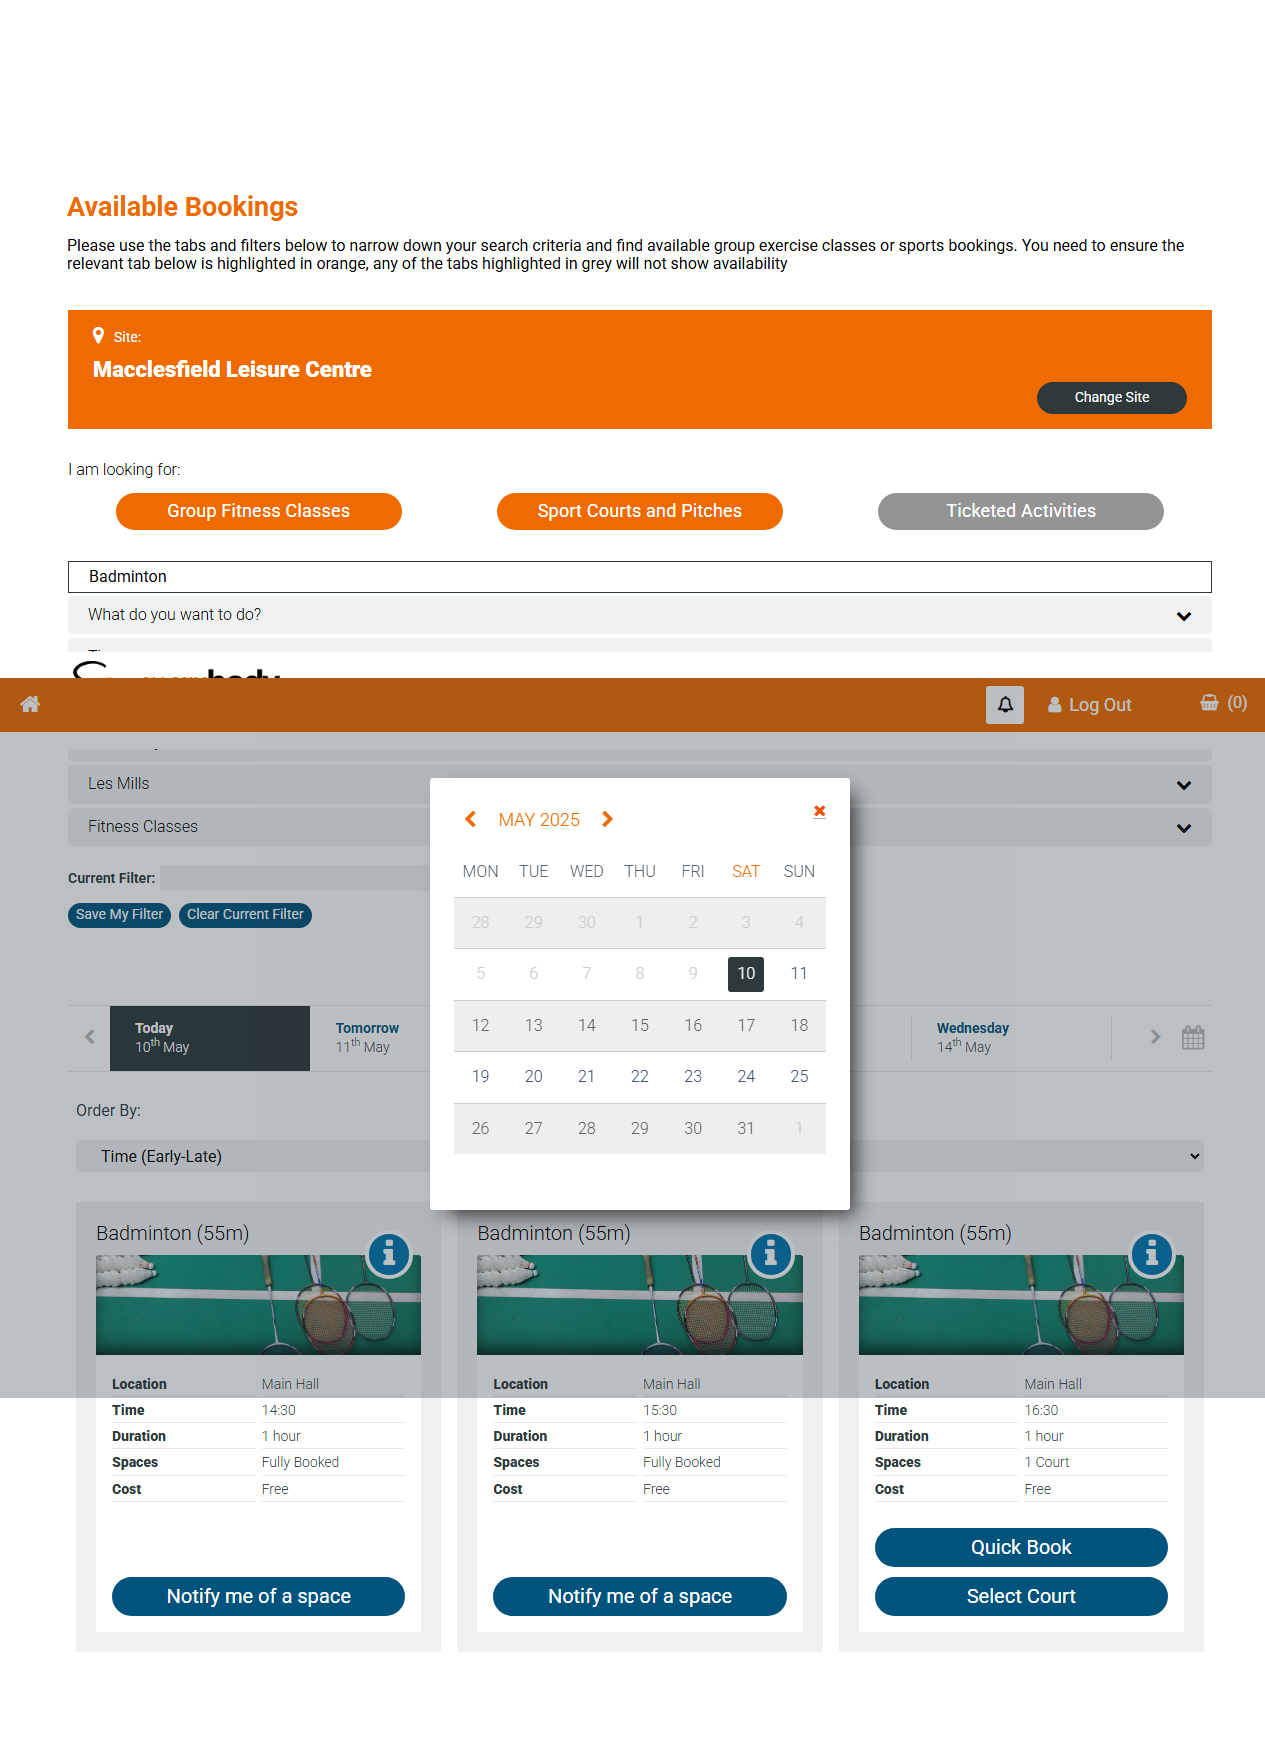 Available Bookings
Please use the tabs and filters below to narrow down your search criteria and find available group exercise classes or sports bookings. You need to ensure the
relevant tab below is highlighted in orange, any of the tabs highlighted in grey will not show availability
Site:
Macclesfield Leisure Centre
Change Site
I am looking for:
Group Fitness Classes Sport Courts and Pitches Ticketed Activities
Badminton
What do you want to do?
Log Out (0)
Les Mills
Fitness Classes
Current Filter:
Save My Filter Clear Current Filter
MAY 2025
MON TUE WED THU FRI SAT SUN
28 29 30 1 2 3 4
5 6 7 8 9 10 11
12 13 14 15 16 17 18
19 20 21 22 23 24 25
26 27 28 29 30 31 1
Today Tomorrow Wednesday
10th May 11th May 14th May
Order By:
Time (Early-Late)
Badminton (55m)
Location Main Hall
Time 14:30
Duration 1 hour
Spaces Fully Booked
Cost Free
Notify me of a space
Badminton (55m)
Location Main Hall
Time 15:30
Duration 1 hour
Spaces Fully Booked
Cost Free
Notify me of a space
Badminton (55m)
Location Main Hall
Time 16:30
Duration 1 hour
Spaces 1 Court
Cost Free
Quick Book
Select Court